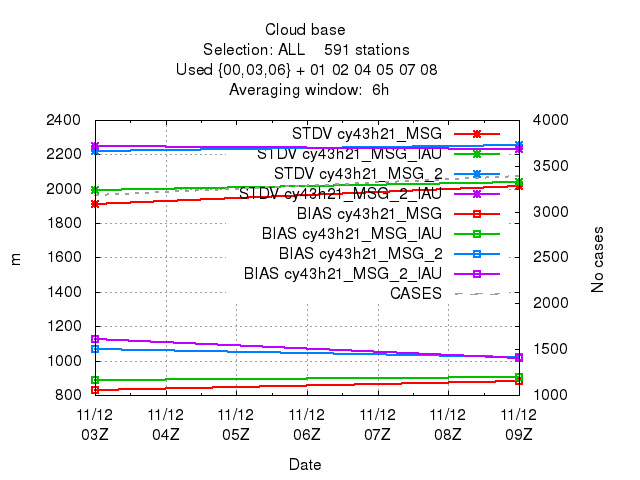 Cloud base
Selection: ALL 591 stations
Used {00,03,06} + 01 02 04 05 07 08
Averaging window: 6h
2400
2200
2000
1800
1600
1400
1200
1000
800
m
4000
3500
3000
2500
2000
1500
1000
No cases
STDV cy43h21_MSG
STDV cy43h21_MSG_IAU
STDV cy43h21_MSG_2
STDV cy43h21_MSG_2_IAU
BIAS cy43h21_MSG
BIAS cy43h21_MSG_IAU
BIAS cy43h21_MSG_2
BIAS cy43h21_MSG_2_IAU
CASES
11/12 11/12 11/12 11/12 11/12 11/12 11/12
03Z 04Z 05Z 06Z 07Z 08Z 09Z
Date